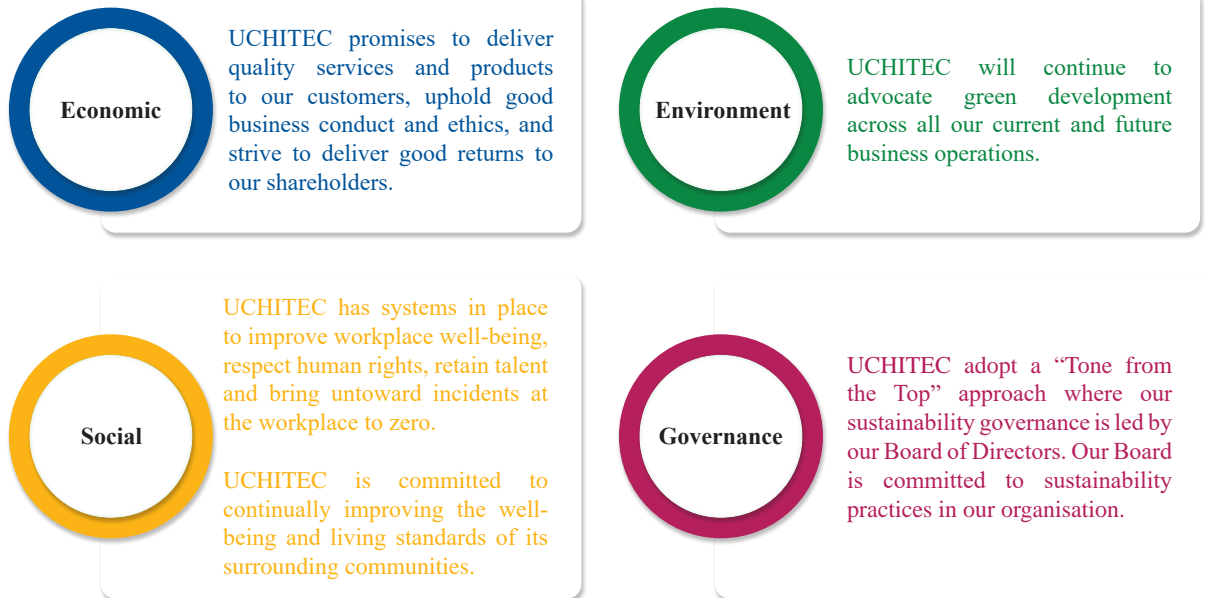 Economic
UCHITEC promises to deliver
quality services and products
to our customers, uphold good
business conduct and ethics, and
strive to deliver good returns to
our shareholders.
Environment
UCHITEC will continue to
advocate green development
across all our current and future
business operations.
Social
UCHITEC has systems in place
to improve workplace well-being,
respect human rights, retain talent
and bring untoward incidents at
the workplace to zero.
UCHITEC is committed to
continually improving the well-
being and living standards of its
surrounding communities.
Governance
UCHITEC adopt a “Tone from
the Top” approach where our
sustainability governance is led by
our Board of Directors. Our Board
is committed to sustainability
practices in our organisation.